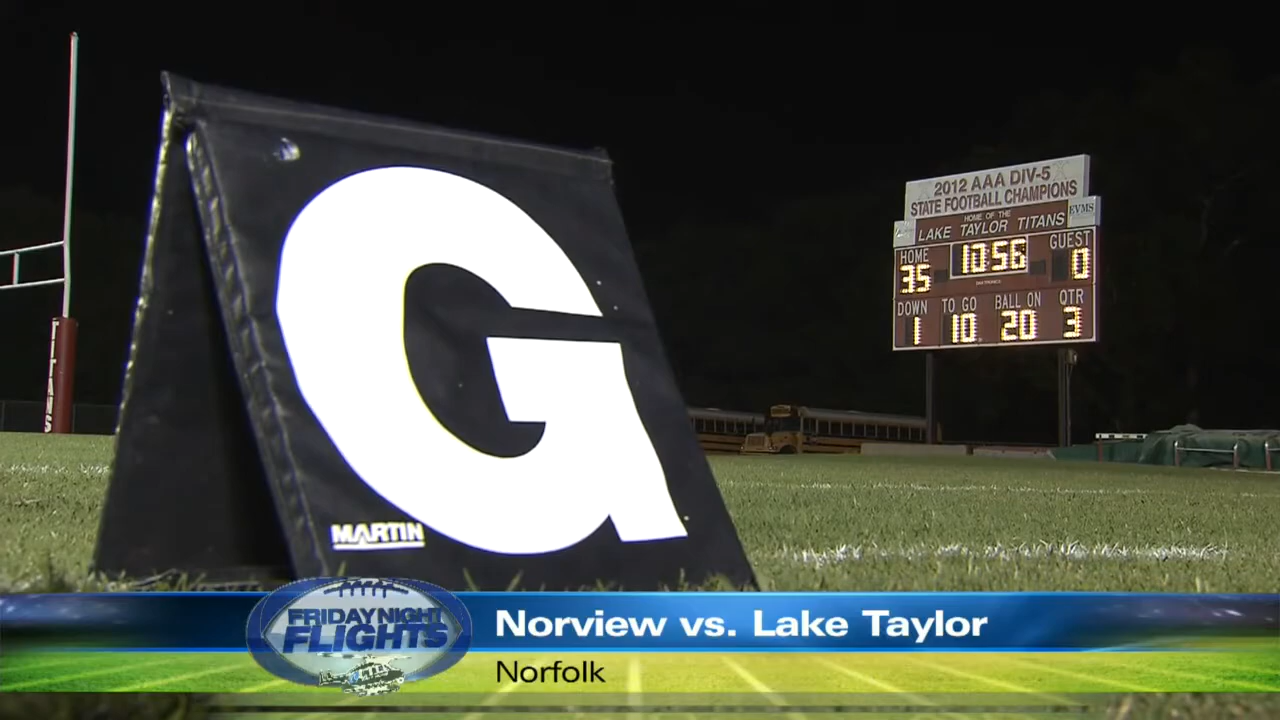 2012 AAA DIV-5
STATE FOOTBALL CHAMPIONS
HOME OF THE
EVMS
LAKE TAYLOR TITANS
HOME
10:56
GUEST
35
0
DOWN
TO GO
BALL ON
QTR
1
10
20
3
TITANS
G
MARTIN
FRIDAY NIGHT
FLIGHTS
Norview vs. Lake Taylor
Norfolk